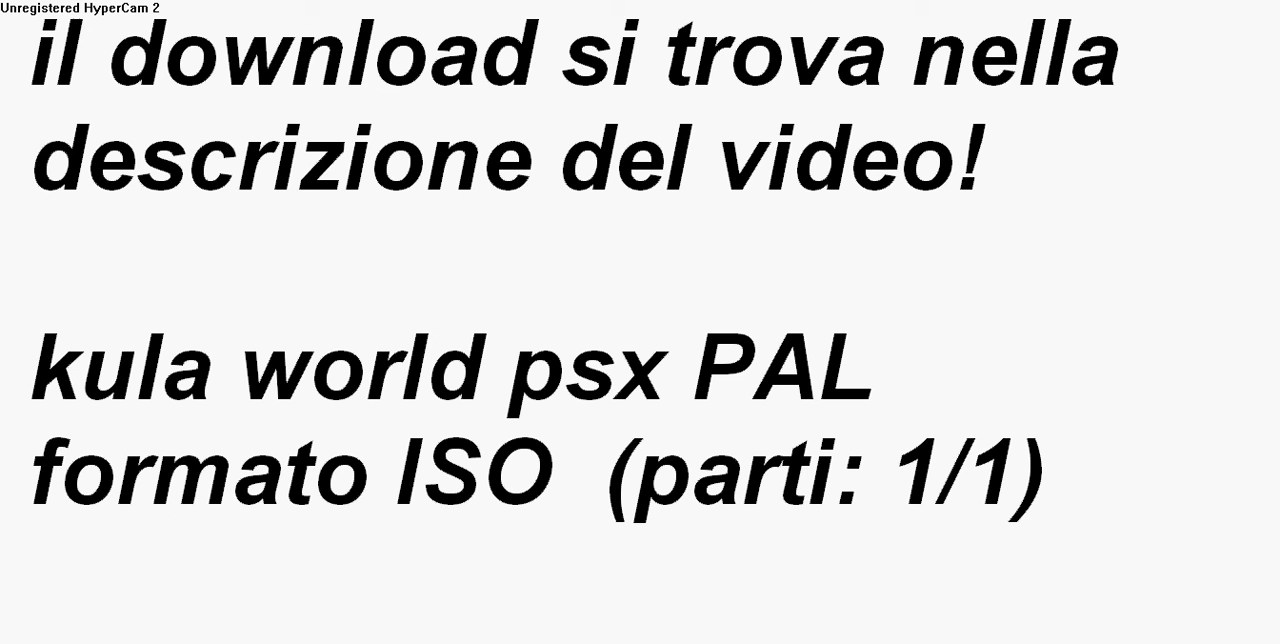 Unregistered HyperCam 2
il download si trova nella
descrizione del video!
kula world psx PAL
formato ISO (parti: 1/1)